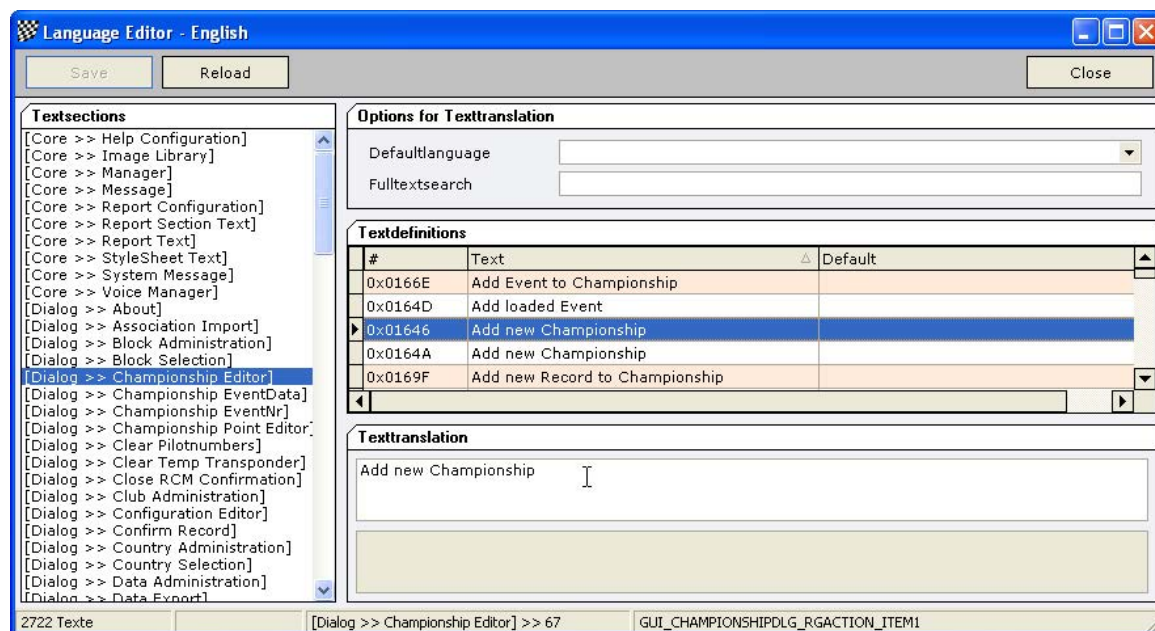 Language Editor - English
Save
Reload
Close
Textsections
[Core >> Help Configuration]
[Core >> Image Library]
[Core >> Manager]
[Core >> Message]
[Core >> Report Configuration]
[Core >> Report Section Text]
[Core >> Report Text]
[Core >> StyleSheet Text]
[Core >> System Message]
[Core >> Voice Manager]
[Dialog >> About]
[Dialog >> Association Import]
[Dialog >> Block Administration]
[Dialog >> Block Selection]
[Dialog >> Championship Editor]
[Dialog >> Championship EventData]
[Dialog >> Championship EventNr]
[Dialog >> Championship Point Editor]
[Dialog >> Clear Pilotnumbers]
[Dialog >> Clear Temp Transponder]
[Dialog >> Close RCM Confirmation]
[Dialog >> Club Administration]
[Dialog >> Configuration Editor]
[Dialog >> Confirm Record]
[Dialog >> Country Administration]
[Dialog >> Country Selection]
[Dialog >> Data Administration]
[Dialog >> Data Export]
Options for Texttranslation
Defaultlanguage
Fulltextsearch
Textdefinitions
# Text Default
0x0166E Add Event to Championship
0x0164D Add loaded Event
0x01646 Add new Championship
0x0164A Add new Championship
0x0169F Add new Record to Championship
Texttranslation
Add new Championship
2722 Texte [Dialog >> Championship Editor] >> 67 GUI_CHAMPIONSHIPDLG_RGACTION_ITEM1